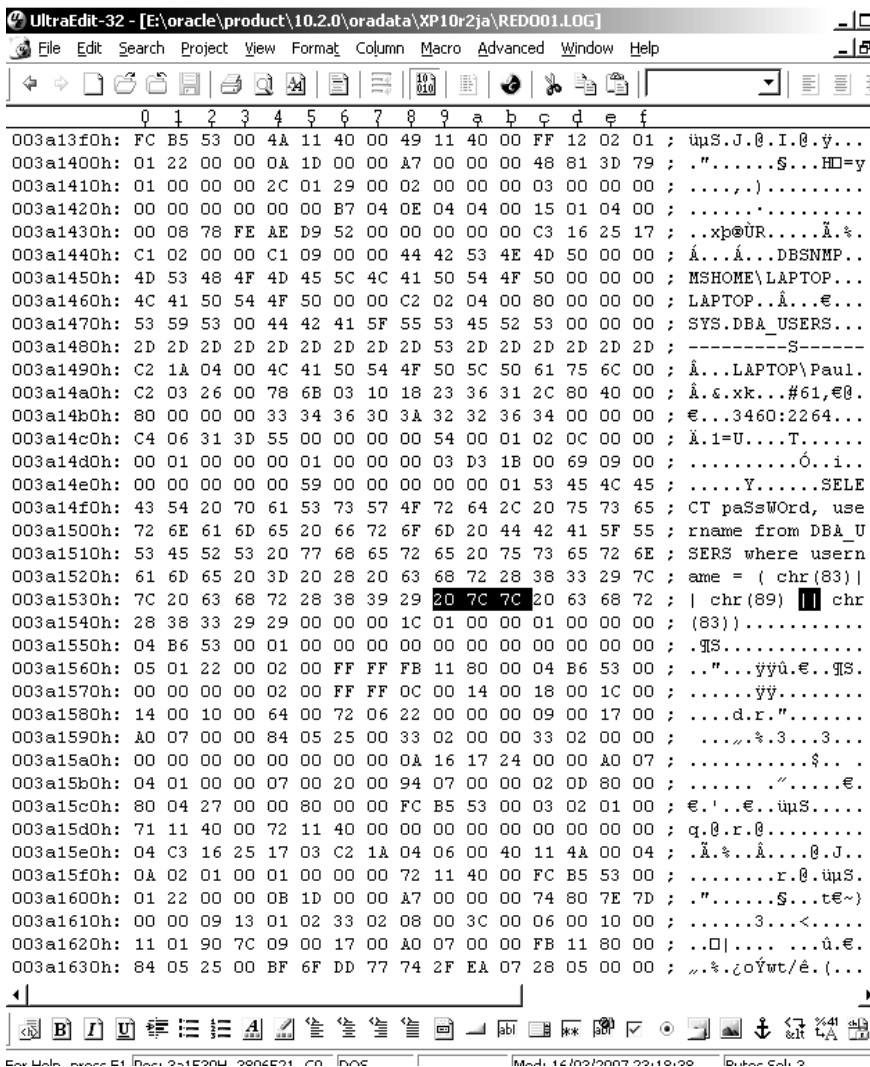 UltraEdit-32 - [E:\oracle\product\10.2.0\oradata\XP10r2ja\REDO01.LOG]
File Edit Search Project View Format Column Macro Advanced Window Help
0 1 2 3 4 5 6 7 8 9 a b c d e f
003a13f0h: FC B5 53 00 4A 11 40 00 49 11 40 00 FF 12 02 01 ; üµS.J.@.I.@.ÿ...
003a1400h: 01 22 00 00 0A 1D 00 00 A7 00 00 00 48 81 3D 79 ; ."......§...H□=y
003a1410h: 01 00 00 00 2C 01 29 00 02 00 00 00 03 00 00 00 ; ....,.).........
003a1420h: 00 00 00 00 00 00 B7 04 0E 04 04 00 15 01 04 00 ; ......·.........
003a1430h: 00 08 78 FE AE D9 52 00 00 00 00 00 C3 16 25 17 ; ..xþ®ÙR.....Ã.%.
003a1440h: C1 02 00 00 C1 09 00 00 44 42 53 4E 4D 50 00 00 ; Á...Á...DBSNMP..
003a1450h: 4D 53 48 4F 4D 45 5C 4C 41 50 54 4F 50 00 00 00 ; MSHOME\LAPTOP...
003a1460h: 4C 41 50 54 4F 50 00 00 C2 02 04 00 80 00 00 00 ; LAPTOP..Â...€...
003a1470h: 53 59 53 00 44 42 41 5F 55 53 45 52 53 00 00 00 ; SYS.DBA_USERS...
003a1480h: 2D 2D 2D 2D 2D 2D 2D 2D 2D 53 2D 2D 2D 2D 2D 2D ; ---------S------
003a1490h: C2 1A 04 00 4C 41 50 54 4F 50 5C 50 61 75 6C 00 ; Â...LAPTOP\Paul.
003a14a0h: C2 03 26 00 78 6B 03 10 18 23 36 31 2C 80 40 00 ; Â.&.xk...#61,€@.
003a14b0h: 80 00 00 00 33 34 36 30 3A 32 32 36 34 00 00 00 ; €...3460:2264...
003a14c0h: C4 06 31 3D 55 00 00 00 00 54 00 01 02 0C 00 00 ; Ä.1=U....T......
003a14d0h: 00 01 00 00 00 01 00 00 00 03 D3 1B 00 69 09 00 ; ..........Ó..i..
003a14e0h: 00 00 00 00 00 59 00 00 00 00 01 53 45 4C 45 ; .....Y......SELE
003a14f0h: 43 54 20 70 61 53 73 57 4F 72 64 2C 20 75 73 65 ; CT paSsWOrd, use
003a1500h: 72 6E 61 6D 65 20 66 72 6F 6D 20 44 42 41 5F 55 ; rname from DBA_U
003a1510h: 53 45 52 53 20 77 68 65 72 65 20 75 73 65 72 6E ; SERS where usern
003a1520h: 61 6D 65 20 3D 20 28 20 63 68 72 28 38 33 29 7C ; ame = ( chr(83)|
003a1530h: 7C 20 63 68 72 28 38 39 29 20 7C 7C 20 63 68 72 ; | chr(89) || chr
003a1540h: 28 38 33 29 29 00 00 00 1C 01 00 00 01 00 00 00 ; (83))...........
003a1550h: 04 B6 53 00 01 00 00 00 00 00 00 00 00 00 00 00 ; .¶S.............
003a1560h: 05 01 22 00 02 00 FF FF FB 11 80 00 04 B6 53 00 ; .."...ÿÿû.€..¶S.
003a1570h: 00 00 00 00 02 00 FF FF 0C 00 14 00 18 00 1C 00 ; ......ÿÿ........
003a1580h: 14 00 10 00 64 00 72 06 22 00 00 00 09 00 17 00 ; ....d.r.".......
003a1590h: A0 07 00 00 84 05 25 00 33 02 00 00 33 02 00 00 ;  ...„.%.3...3...
003a15a0h: 00 00 00 00 00 00 00 00 0A 16 17 24 00 00 A0 07 ; ...........$.. .
003a15b0h: 04 01 00 00 07 00 20 00 94 07 00 00 02 0D 80 00 ; ...... .”.....€.
003a15c0h: 80 04 27 00 00 80 00 00 FC B5 53 00 03 02 01 00 ; €.'..€..üµS.....
003a15d0h: 71 11 40 00 72 11 40 00 00 00 00 00 00 00 00 00 ; q.@.r.@.........
003a15e0h: 04 C3 16 25 17 03 C2 1A 04 06 00 40 11 4A 00 04 ; .Ã.%..Â....@.J..
003a15f0h: 0A 02 01 00 01 00 00 00 72 11 40 00 FC B5 53 00 ; ........r.@.üµS.
003a1600h: 01 22 00 00 0B 1D 00 00 A7 00 00 00 74 80 7E 7D ; ."......§...t€~}
003a1610h: 00 00 09 13 01 02 33 02 08 00 3C 00 06 00 10 00 ; ......3...<.....
003a1620h: 11 01 90 7C 09 00 17 00 A0 07 00 00 FB 11 80 00 ; ..□|.... ...û.€.
003a1630h: 84 05 25 00 BF 6F DD 77 74 2F EA 07 28 05 00 00 ; „.%.¿oÝwt/ê.(...
For Help, press F1 Pos: 3a1530H, 3806521, C0 DOS Mod: 16/03/2007 23:18:38 Bytes Sel: 3